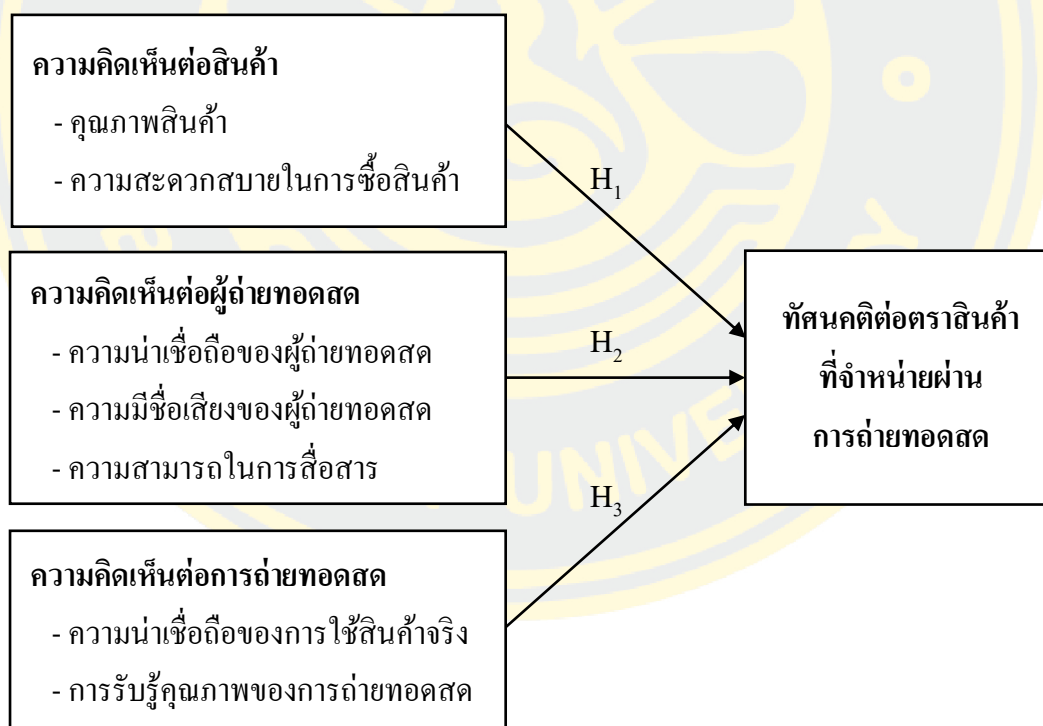 ความคิดเห็นต่อสินค้า
- คุณภาพสินค้า
- ความสะดวกสบายในการซื้อสินค้า
H1
ความคิดเห็นต่อผู้ถ่ายทอดสด
- ความน่าเชื่อถือของผู้ถ่ายทอดสด
- ความมีชื่อเสียงของผู้ถ่ายทอดสด
- ความสามารถในการสื่อสาร
H2
ความคิดเห็นต่อการถ่ายทอดสด
- ความน่าเชื่อถือของการใช้สินค้าจริง
- การรับรู้คุณภาพของการถ่ายทอดสด
H3
ทัศนคติต่อตราสินค้า
ที่จำหน่ายผ่าน
การถ่ายทอดสด